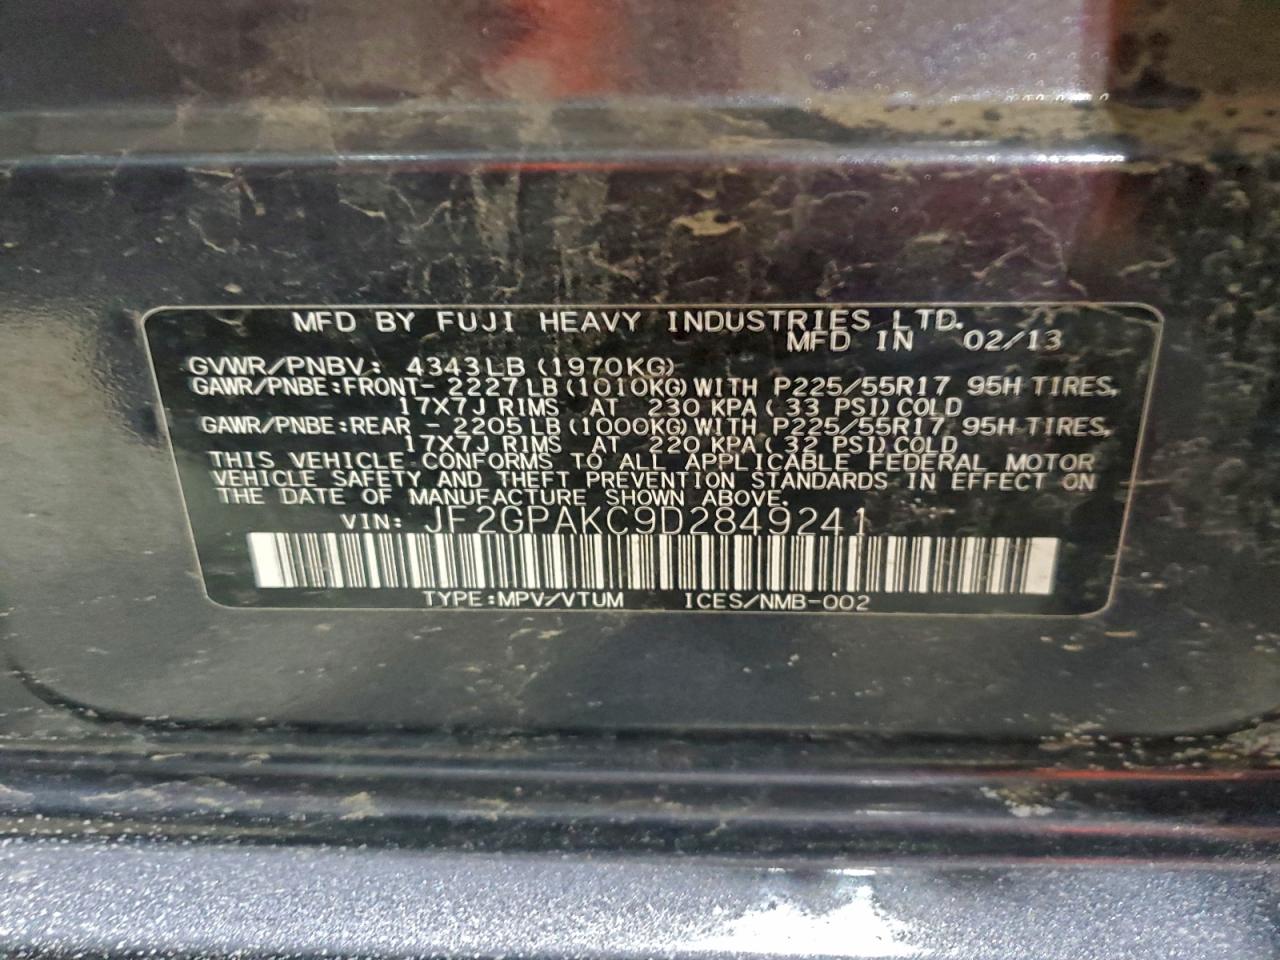 MFD BY FUJI HEAVY INDUSTRIES LTD.
MFD IN 02/13
GVWR/PNBV: 4343LB (1970KG)
GAWR/PNBE:FRONT- 2227LB (1010KG) WITH P225/55R17 95H TIRES,
17X7J RIMS AT 230 KPA (33 PSI) COLD
GAWR/PNBE:REAR - 2205LB (1000KG) WITH P225/55R17 95H TIRES,
17X7J RIMS AT 220 KPA (32 PSI) COLD
THIS VEHICLE CONFORMS TO ALL APPLICABLE FEDERAL MOTOR
VEHICLE SAFETY AND THEFT PREVENTION STANDARDS IN EFFECT ON
THE DATE OF MANUFACTURE SHOWN ABOVE.
VIN: JF2GPAKC9D2849241
TYPE:MPV/VTUM ICES/NMB-002